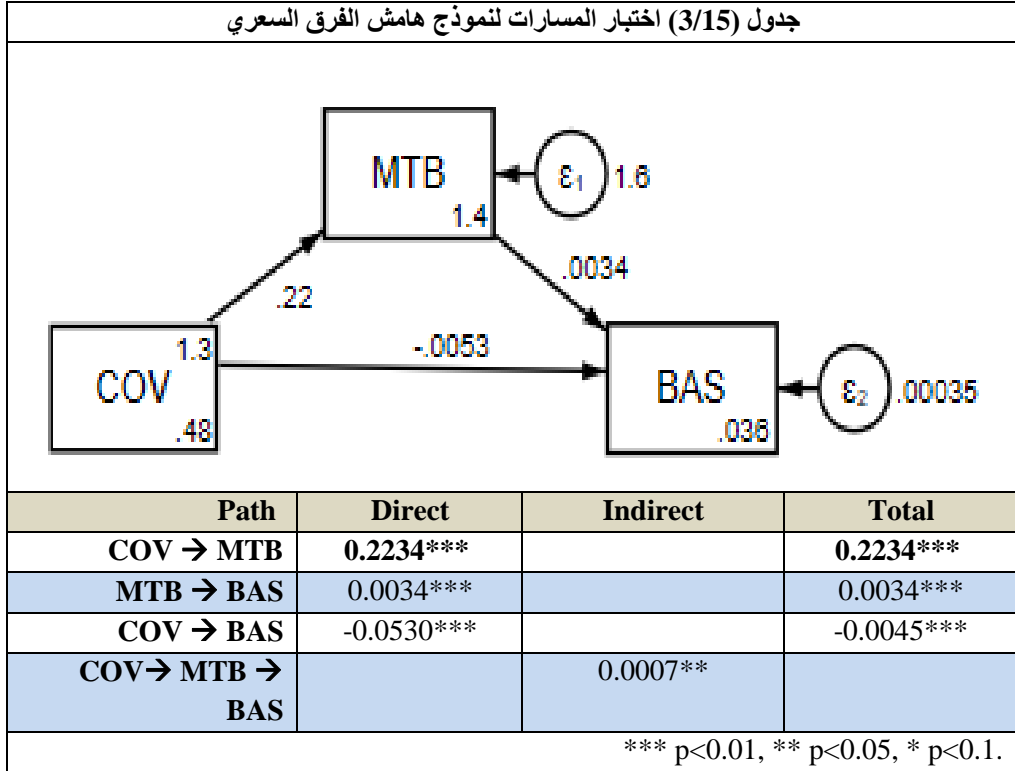 جدول (3/15) اختبار المسارات لنموذج هامش الفرق السعري
MTB
1.4
ε₁
1.6
.22
.0034
1.3
COV
.48
-.0053
BAS
.036
ε₂
.00035
Path Direct Indirect Total
COV → MTB 0.2234*** 0.2234***
MTB → BAS 0.0034*** 0.0034***
COV → BAS -0.0530*** -0.0045***
COV→ MTB → 0.0007**
BAS
*** p<0.01, ** p<0.05, * p<0.1.